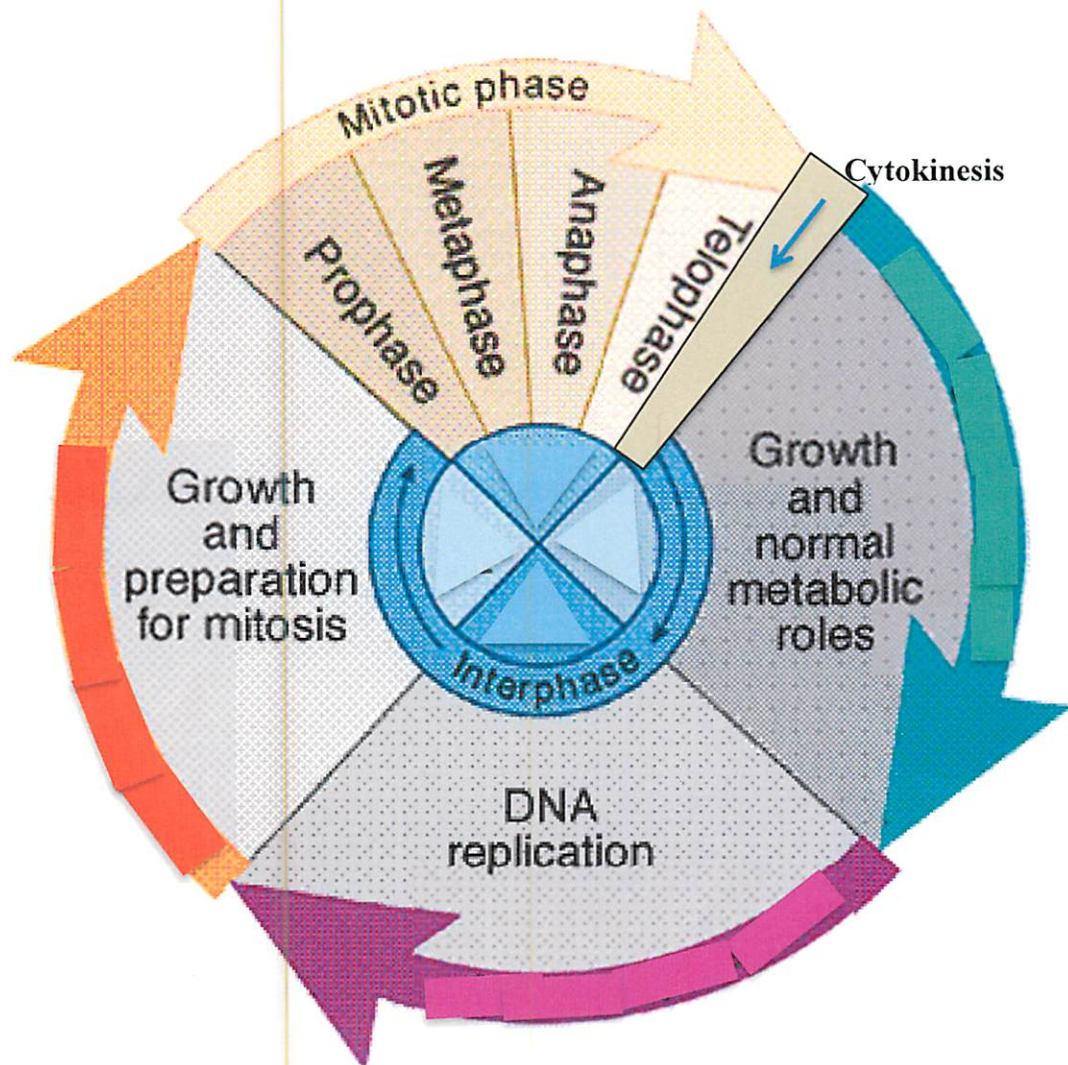 Mitotic phase
Cytokinesis
Prophase
Metaphase
Anaphase
Telophase
Growth
and
preparation
for mitosis
Growth
and
normal
metabolic
roles
Interphase
DNA
replication